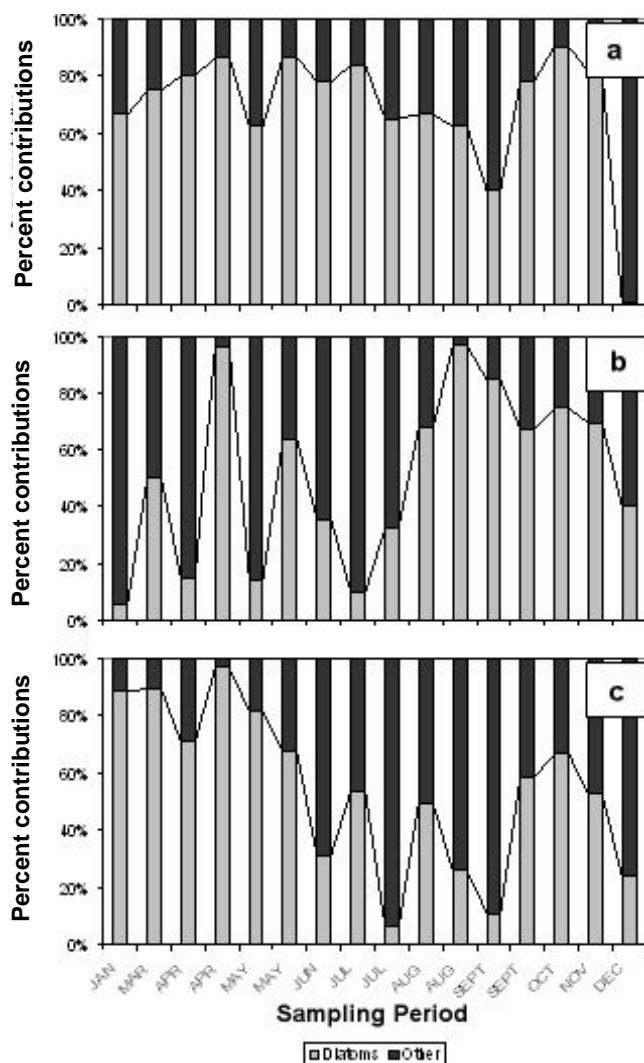 100%
a
80%
60%
40%
20%
0%
Percent contributions
100%
b
80%
60%
40%
20%
0%
Percent contributions
100%
c
80%
60%
40%
20%
0%
Percent contributions
JAN MAR APR APR MAY MAY JUN JUL JUL AUG AUG SEPT SEPT OCT NOV DEC
Sampling Period
Diatoms Other